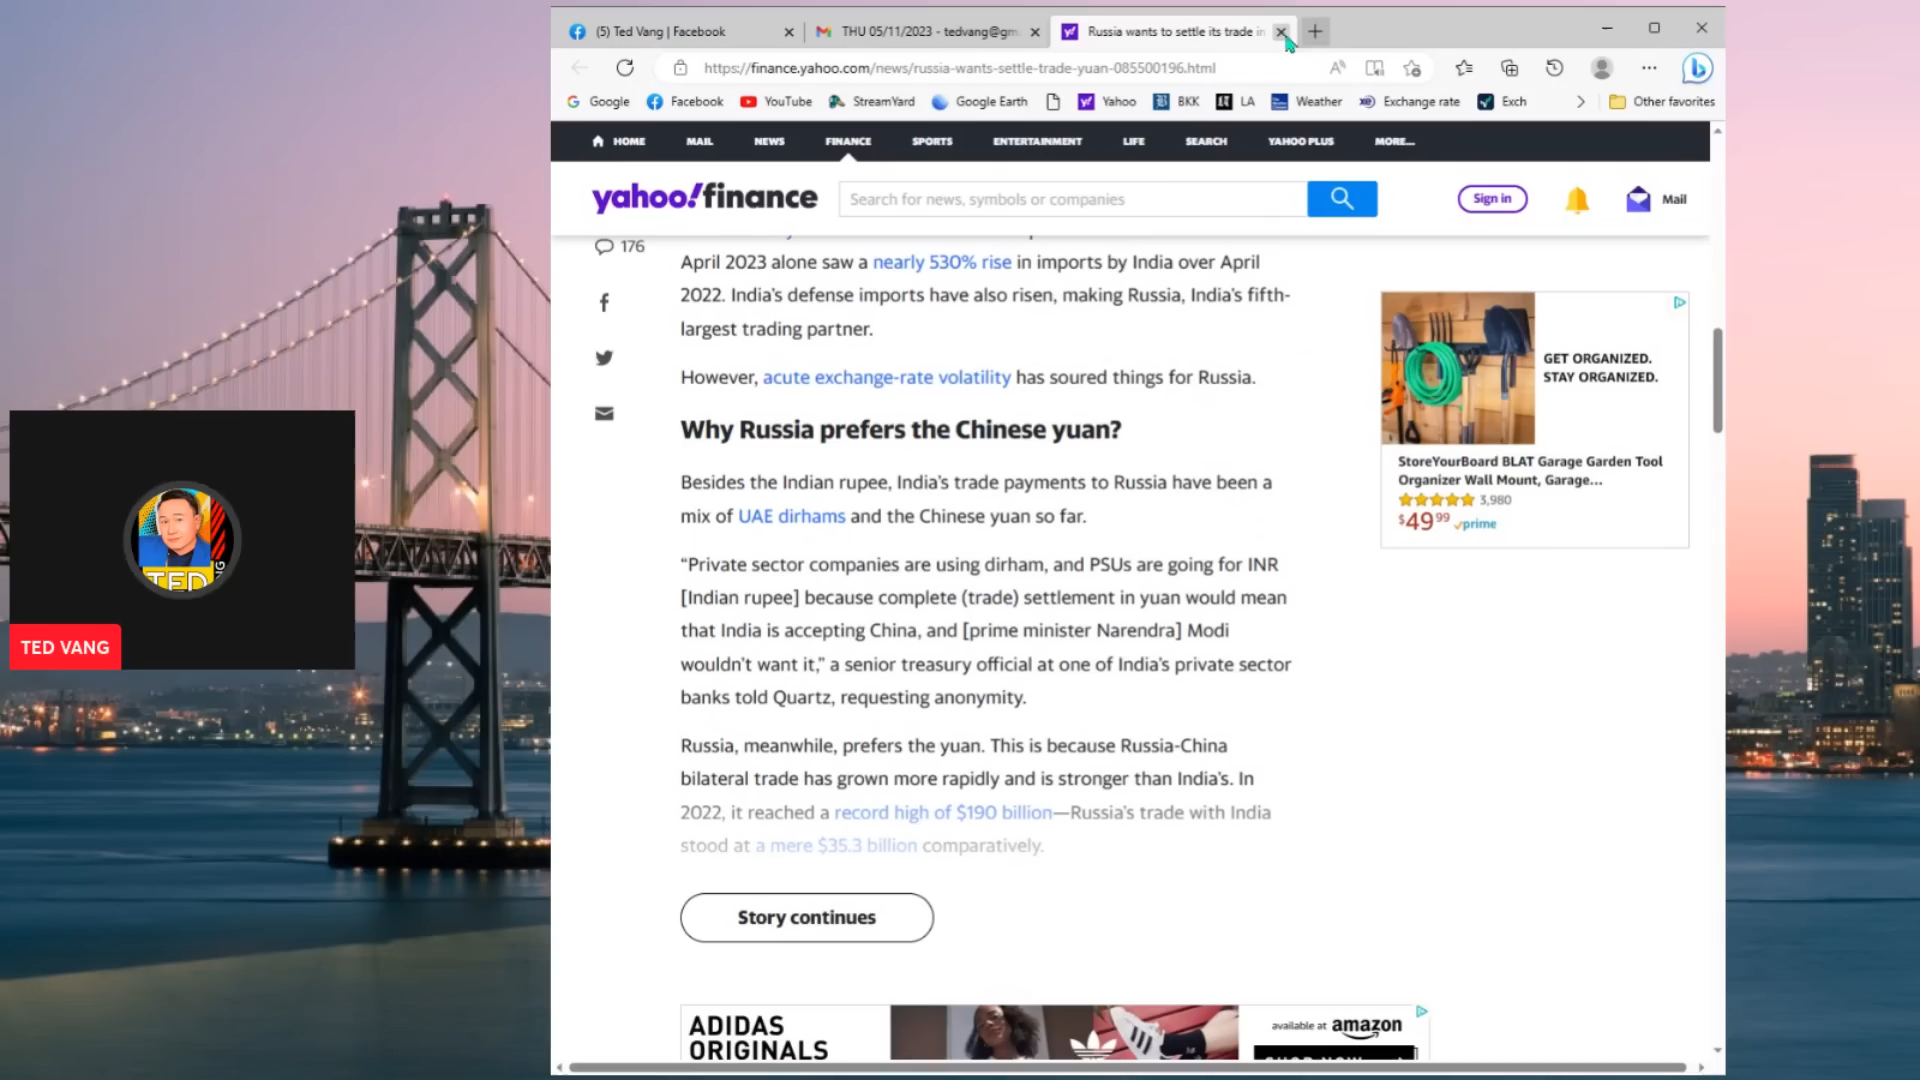 (5) Ted Vang | Facebook
THU 05/11/2023 - tedvang@gm
Russia wants to settle its trade in
https://finance.yahoo.com/news/russia-wants-settle-trade-yuan-085500196.html
Google
Facebook
YouTube
StreamYard
Google Earth
Yahoo
BKK
LA
Weather
Exchange rate
Exch
Other favorites
HOME
MAIL
NEWS
FINANCE
SPORTS
ENTERTAINMENT
LIFE
SEARCH
YAHOO PLUS
MORE...
yahoo!finance
Search for news, symbols or companies
Sign in
Mail
176
April 2023 alone saw a nearly 530% rise in imports by India over April
2022. India’s defense imports have also risen, making Russia, India’s fifth-
largest trading partner.
However, acute exchange-rate volatility has soured things for Russia.
Why Russia prefers the Chinese yuan?
Besides the Indian rupee, India’s trade payments to Russia have been a
mix of UAE dirhams and the Chinese yuan so far.
“Private sector companies are using dirham, and PSUs are going for INR
[Indian rupee] because complete (trade) settlement in yuan would mean
that India is accepting China, and [prime minister Narendra] Modi
wouldn’t want it,” a senior treasury official at one of India’s private sector
banks told Quartz, requesting anonymity.
Russia, meanwhile, prefers the yuan. This is because Russia-China
bilateral trade has grown more rapidly and is stronger than India’s. In
2022, it reached a record high of $190 billion—Russia’s trade with India
stood at a mere $35.3 billion comparatively.
Story continues
GET ORGANIZED.
STAY ORGANIZED.
StoreYourBoard BLAT Garage Garden Tool
Organizer Wall Mount, Garage...
3,980
$49.99 prime
ADIDAS
ORIGINALS
available at amazon
SHOP NOW
TED
TED VANG